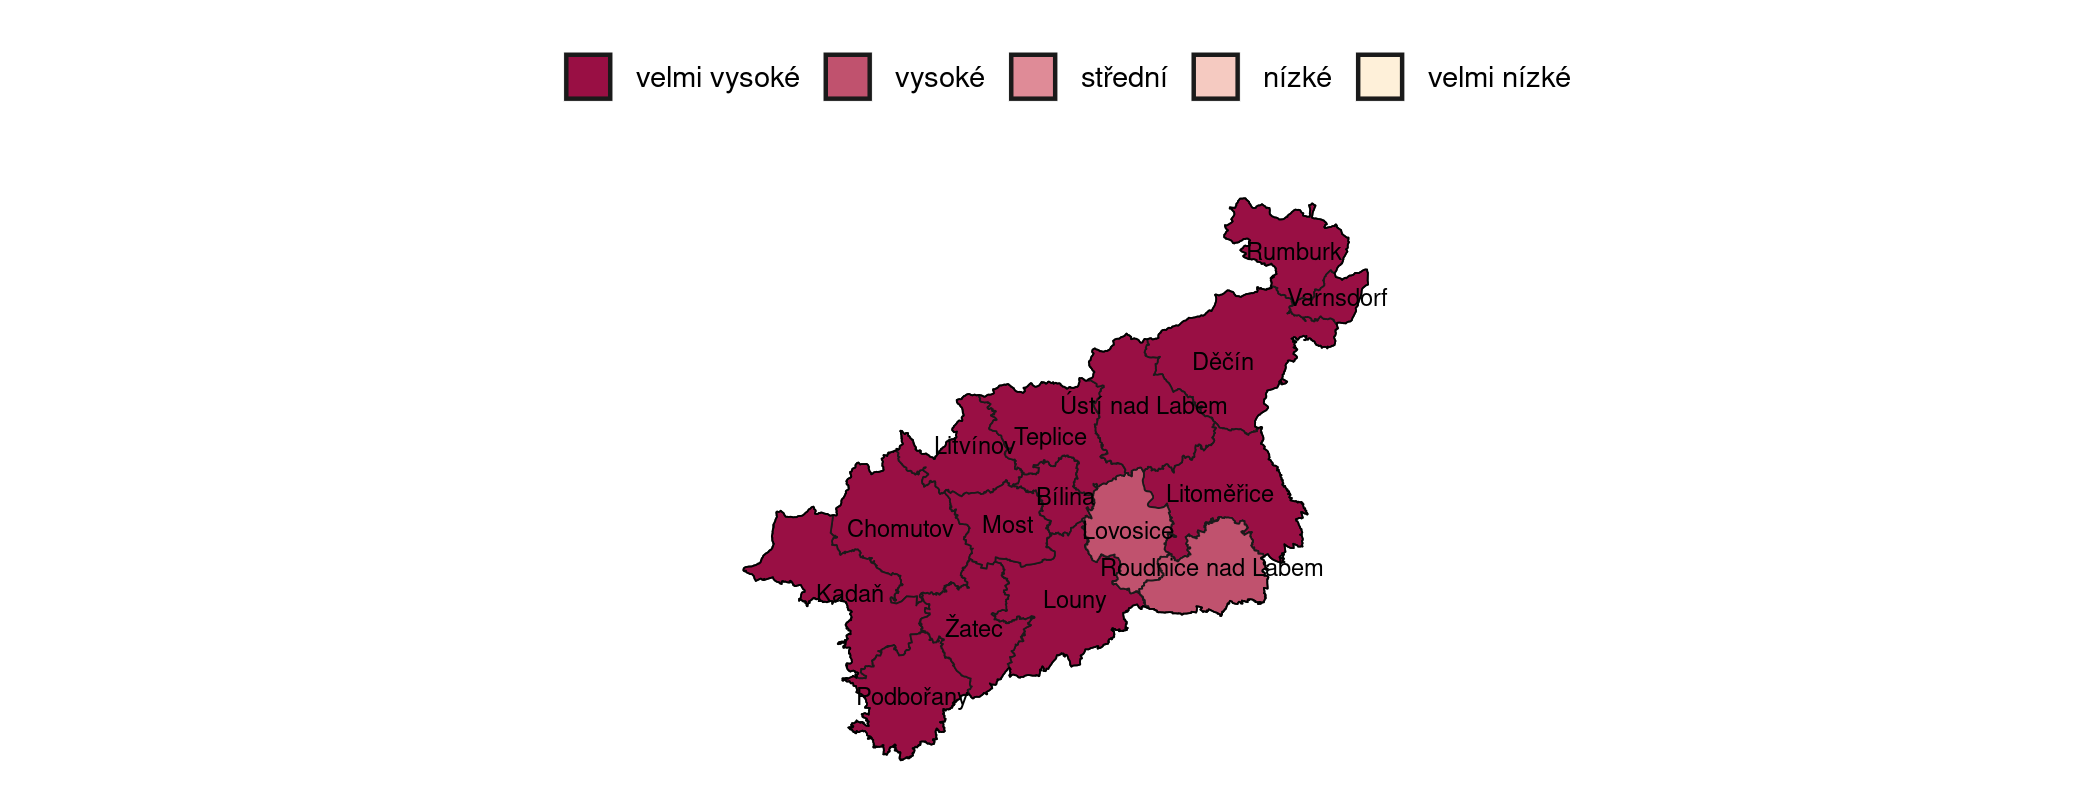 velmi vysoké vysoké střední nízké velmi nízké
Rumburk
Varnsdorf
Děčín
Ústí nad Labem
Teplice
Litvínov
Bílina
Litoměřice
Chomutov
Most
Lovosice
Roudnice nad Labem
Kadaň
Louny
Žatec
Podbořany